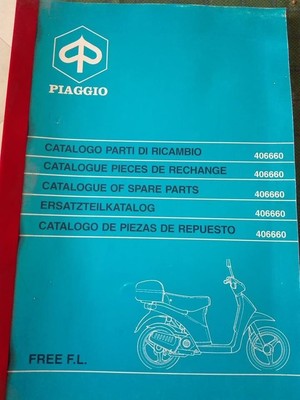 PIAGGIO
CATALOGO PARTI DI RICAMBIO 406660
CATALOGUE PIECES DE RECHANGE 406660
CATALOGUE OF SPARE PARTS 406660
ERSATZTEILKATALOG 406660
CATALOGO DE PIEZAS DE REPUESTO 406660
FREE F.L.